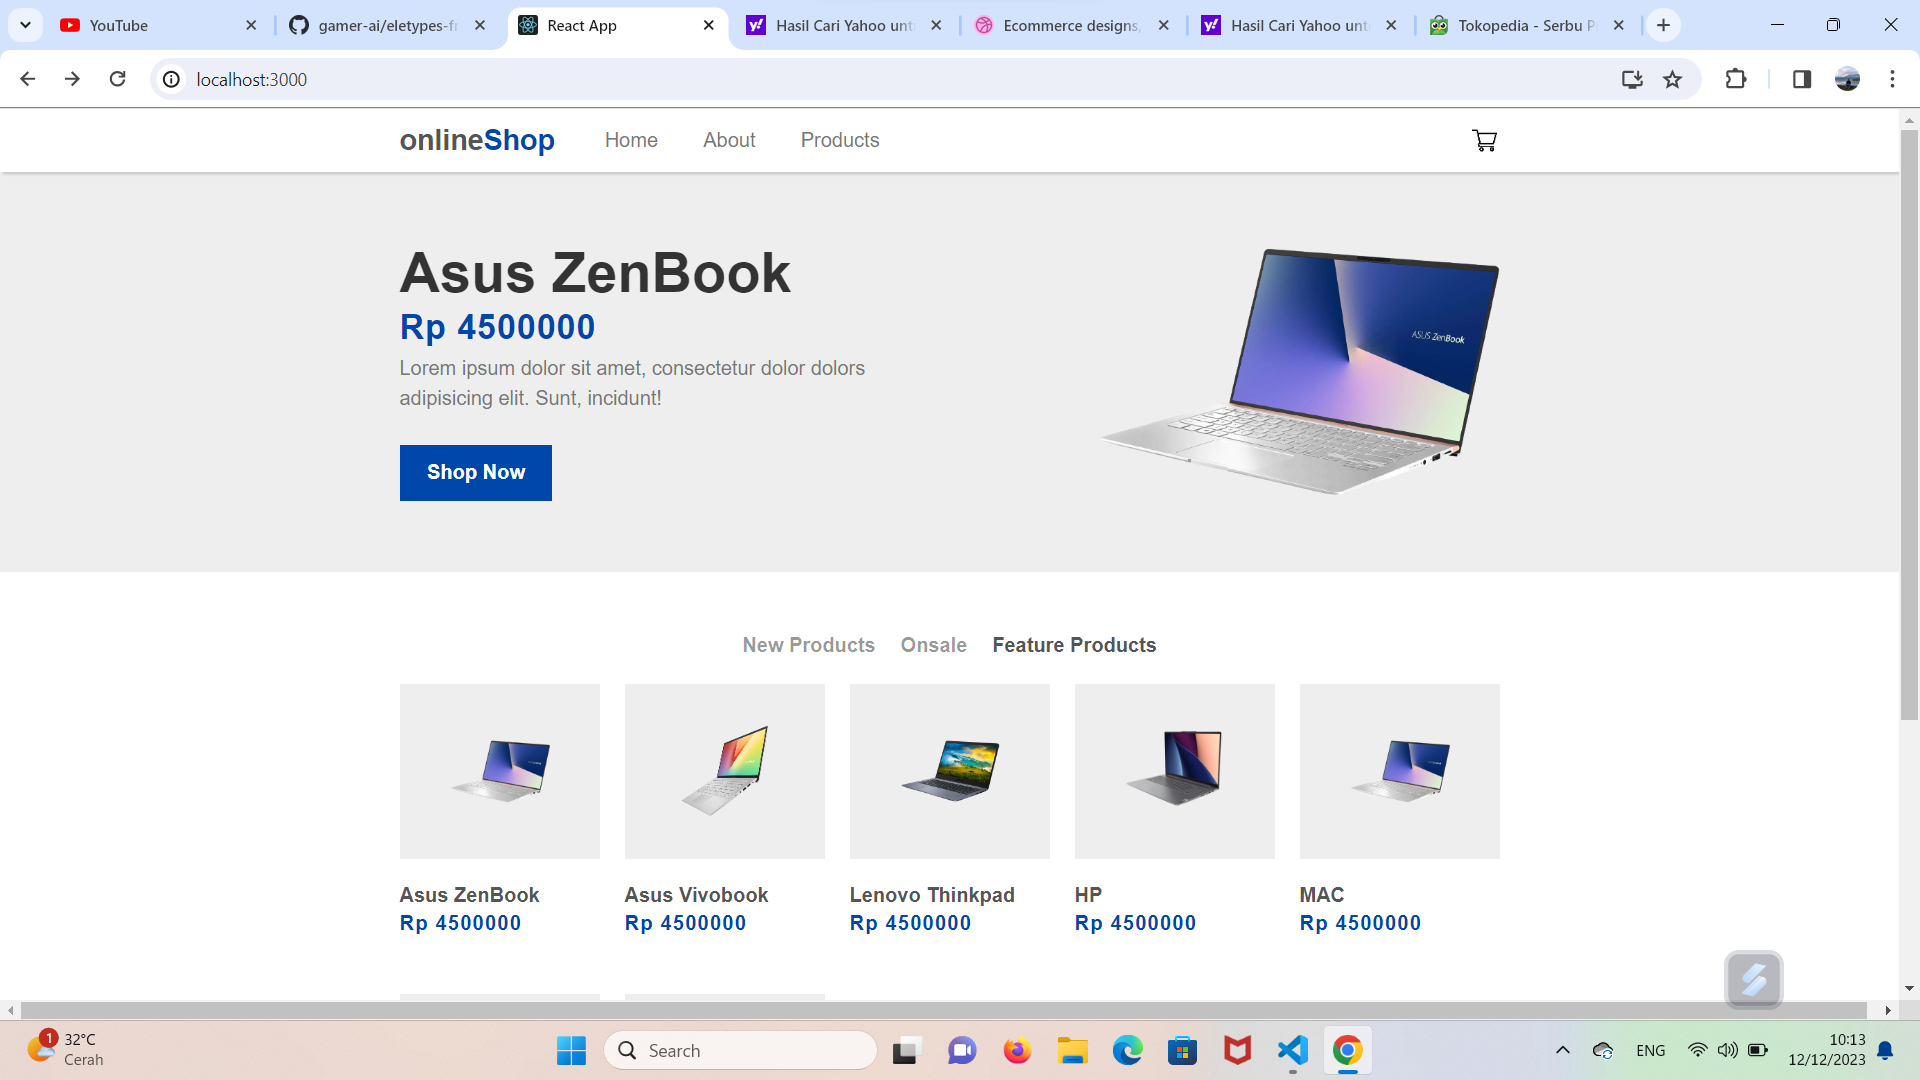 YouTube
gamer-ai/eletypes-fr
React App
Hasil Cari Yahoo unt
Ecommerce designs,
Hasil Cari Yahoo unt
Tokopedia - Serbu P
localhost:3000
onlineShop
Home
About
Products
Asus ZenBook
Rp 4500000
Lorem ipsum dolor sit amet, consectetur dolor dolors
adipisicing elit. Sunt, incidunt!
Shop Now
ASUS ZenBook
New Products
Onsale
Feature Products
Asus ZenBook
Rp 4500000
Asus Vivobook
Rp 4500000
Lenovo Thinkpad
Rp 4500000
HP
Rp 4500000
MAC
Rp 4500000
1
32°C
Cerah
Search
ENG
10:13
12/12/2023